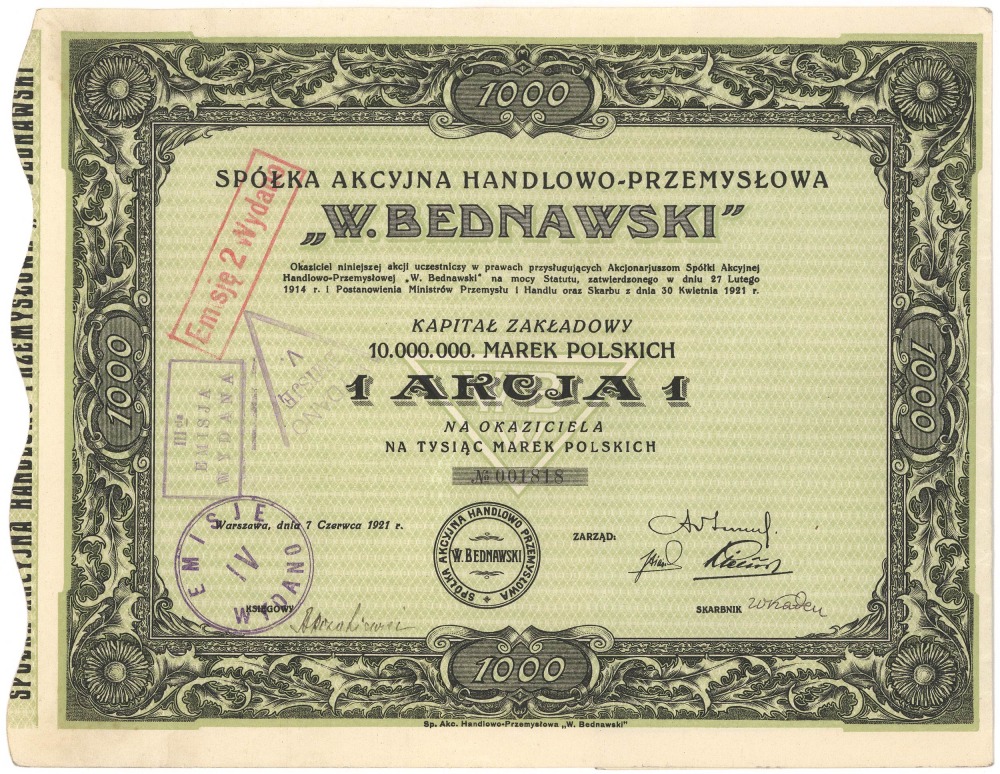 1000
SPÓŁKA AKCYJNA HANDLOWO-PRZEMYSŁOWA
„W. BEDNAWSKI"
Okaziciel niniejszej akcji uczestniczy w prawach przysługujących Akcjonarjuszom Spółki Akcyjnej
Handlowo-Przemysłowej „W. Bednawski" na mocy Statutu, zatwierdzonego w dniu 27 Lutego
1914 r. i Postanowienia Ministrów Przemysłu i Handlu oraz Skarbu z dnia 30 Kwietnia 1921 r.
KAPITAŁ ZAKŁADOWY
10.000.000. MAREK POLSKICH
1 AKCJA 1
NA OKAZICIELA
NA TYSIĄC MAREK POLSKICH
№ 001818
Warszawa, dnia 7 Czerwca 1921 r.
SPÓŁKA AKCYJNA HANDLOWO PRZEMYSŁOWA
W. BEDNAWSKI
ZARZĄD:
KSIĘGOWY
SKARBNIK
1000
1000
1000
Sp. Akc. Handlowo-Przemysłowa „W. Bednawski"
Emisję 2 Wydano
IIIcia
EMISJA
WYDANA
V
EMISJE
IV
WYDANO